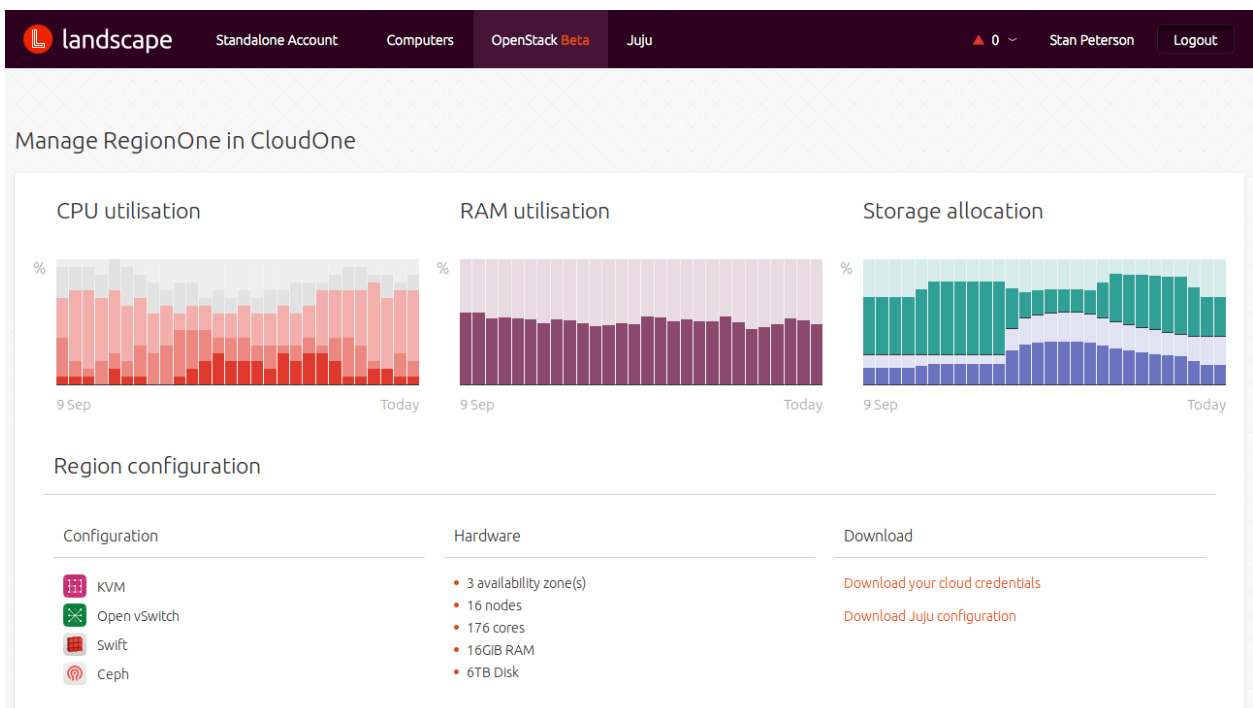 landscape Standalone Account Computers OpenStack Beta Juju 0 Stan Peterson Logout
Manage RegionOne in CloudOne
CPU utilisation
%
9 Sep Today
RAM utilisation
%
9 Sep Today
Storage allocation
%
9 Sep Today
Region configuration
Configuration
KVM
Open vSwitch
Swift
Ceph
Hardware
3 availability zone(s)
16 nodes
176 cores
16GiB RAM
6TB Disk
Download
Download your cloud credentials
Download Juju configuration